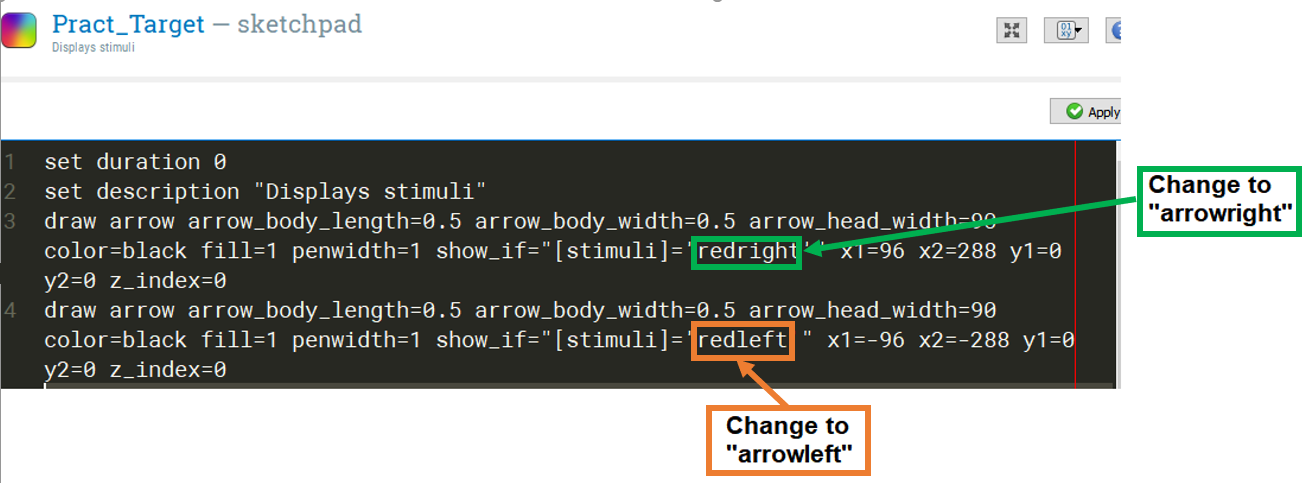 Pract_Target — sketchpad
Displays stimuli
01
xy
Apply
1 set duration 0
2 set description "Displays stimuli"
3 draw arrow arrow_body_length=0.5 arrow_body_width=0.5 arrow_head_width=90
color=black fill=1 penwidth=1 show_if="[stimuli]='redright'" x1=96 x2=288 y1=0
y2=0 z_index=0
4 draw arrow arrow_body_length=0.5 arrow_body_width=0.5 arrow_head_width=90
color=black fill=1 penwidth=1 show_if="[stimuli]='redleft " x1=-96 x2=-288 y1=0
y2=0 z_index=0
Change to
"arrowright"
Change to
"arrowleft"